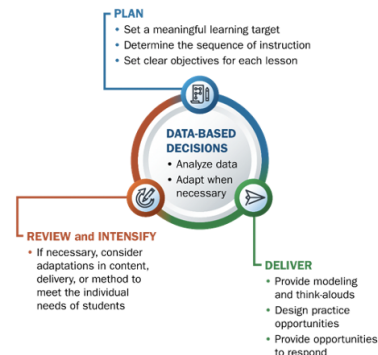 PLAN
• Set a meaningful learning target
• Determine the sequence of instruction
• Set clear objectives for each lesson
DATA-BASED
DECISIONS
• Analyze data
• Adapt when
necessary
REVIEW and INTENSIFY
• If necessary, consider
adaptations in content,
delivery, or method to
meet the individual
needs of students
DELIVER
• Provide modeling
and think-alouds
• Design practice
opportunities
• Provide opportunities
to respond